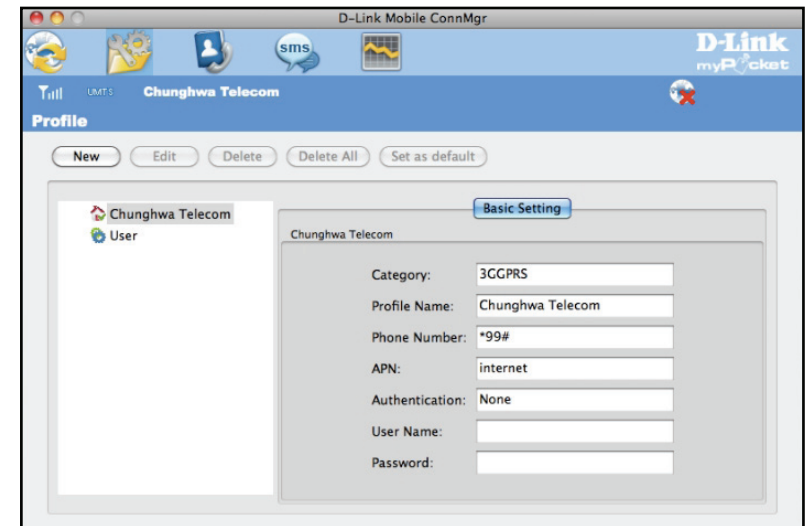 D-Link Mobile ConnMgr
sms
D-Link
myPocket
UMTS Chunghwa Telecom
Profile
New Edit Delete Delete All Set as default
Chunghwa Telecom
User
Basic Setting
Chunghwa Telecom
Category: 3GGPRS
Profile Name: Chunghwa Telecom
Phone Number: *99#
APN: internet
Authentication: None
User Name:
Password: